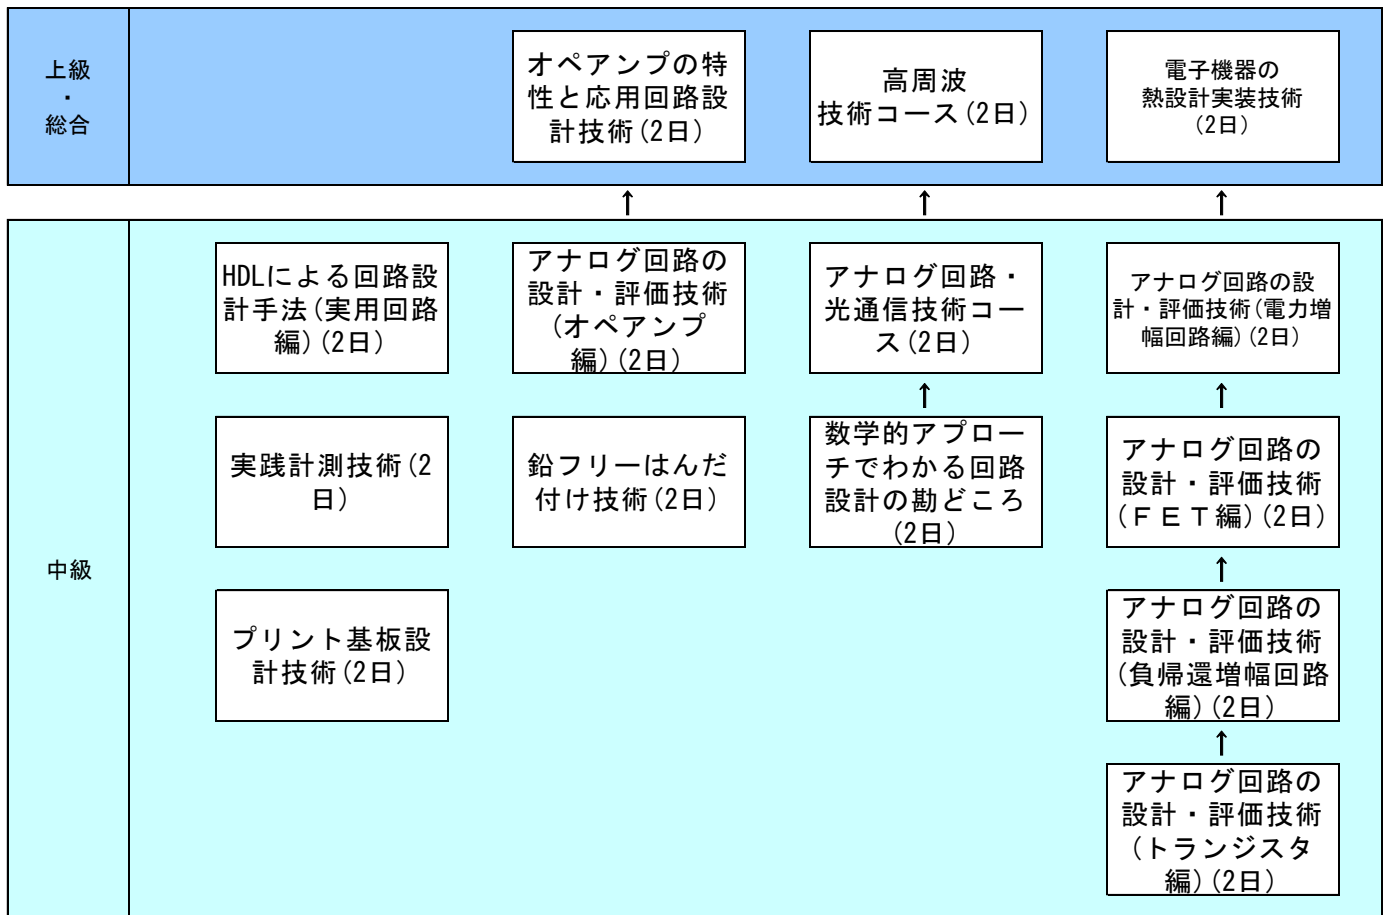 上級
・
総合
オペアンプの特
性と応用回路設
計技術(2日)
高周波
技術コース(2日)
電子機器の
熱設計実装技術
(2日)
↑
↑
↑
中級
HDLによる回路設
計手法(実用回路
編)(2日)
アナログ回路の
設計・評価技術
(オペアンプ
編)(2日)
アナログ回路・
光通信技術コー
ス(2日)
アナログ回路の設
計・評価技術(電力増
幅回路編)(2日)
↑
↑
実践計測技術(2
日)
鉛フリーはんだ
付け技術(2日)
数学的アプロー
チでわかる回路
設計の勘どころ
(2日)
アナログ回路の
設計・評価技術
(ＦＥＴ編)(2日)
↑
プリント基板設
計技術(2日)
アナログ回路の
設計・評価技術
(負帰還増幅回路
編)(2日)
↑
アナログ回路の
設計・評価技術
(トランジスタ
編)(2日)